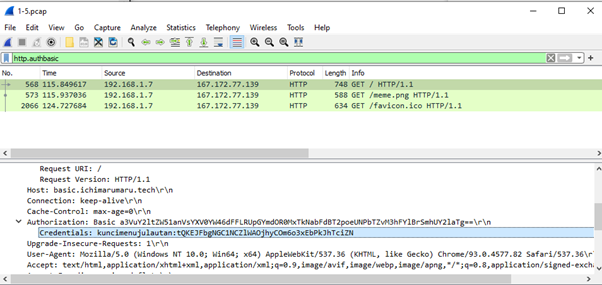 1-5.pcap
File Edit View Go Capture Analyze Statistics Telephony Wireless Tools Help
http.authbasic
No. Time Source Destination Protocol Length Info
568 115.849617 192.168.1.7 167.172.77.139 HTTP 748 GET / HTTP/1.1
573 115.937036 192.168.1.7 167.172.77.139 HTTP 588 GET /meme.png HTTP/1.1
2066 124.727684 192.168.1.7 167.172.77.139 HTTP 634 GET /favicon.ico HTTP/1.1
Request URI: /
Request Version: HTTP/1.1
Host: basic.ichimarumaru.tech\r\n
Connection: keep-alive\r\n
Cache-Control: max-age=0\r\n
Authorization: Basic a3VuY2ltZW51anVsYXV0YW46dFFLRUpGYmdOR0MxTkNabFdBT2poeUNPbTZvM3hFYlBrSmhUY2laTg==\r\n
Credentials: kuncimenujulautan:tQKEJFbgNGC1NCZlWAOjhyCOm6o3xEbPkJhTciZN
Upgrade-Insecure-Requests: 1\r\n
User-Agent: Mozilla/5.0 (Windows NT 10.0; Win64; x64) AppleWebKit/537.36 (KHTML, like Gecko) Chrome/93.0.4577.82 Safari/537.36\r
Accept: text/html,application/xhtml+xml,application/xml;q=0.9,image/avif,image/webp,image/apng,*/*;q=0.8,application/signed-excha